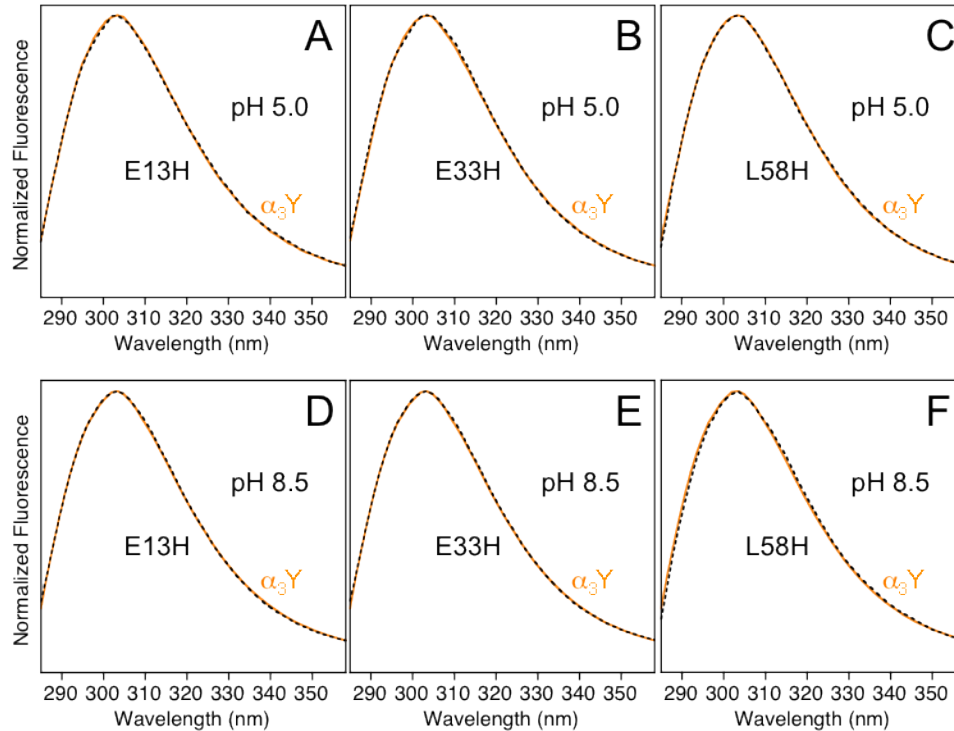 A
pH 5.0
E13H
α₃Y
B
pH 5.0
E33H
α₃Y
C
pH 5.0
L58H
α₃Y
Normalized Fluorescence
290 300 310 320 330 340 350
Wavelength (nm)
290 300 310 320 330 340 350
Wavelength (nm)
290 300 310 320 330 340 350
Wavelength (nm)
D
pH 8.5
E13H
α₃Y
E
pH 8.5
E33H
α₃Y
F
pH 8.5
L58H
α₃Y
Normalized Fluorescence
290 300 310 320 330 340 350
Wavelength (nm)
290 300 310 320 330 340 350
Wavelength (nm)
290 300 310 320 330 340 350
Wavelength (nm)